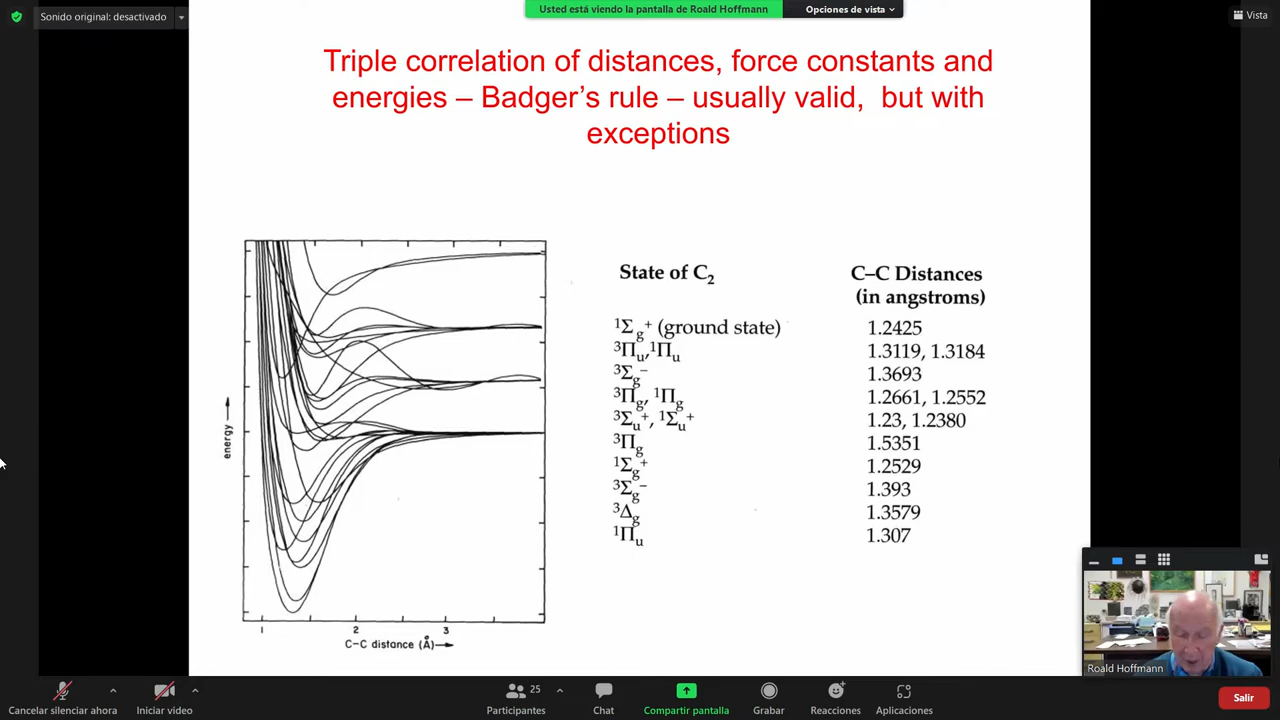 Sonido original: desactivado
Usted está viendo la pantalla de Roald Hoffmann
Opciones de vista
Vista
Triple correlation of distances, force constants and
energies – Badger's rule – usually valid, but with
exceptions
energy
1
2
3
C–C distance (Å)
State of C₂
C–C Distances
(in angstroms)
¹Σg⁺ (ground state) 1.2425
³Πu, ¹Πu 1.3119, 1.3184
³Σg⁻ 1.3693
³Πg, ¹Πg 1.2661, 1.2552
³Σu⁺, ¹Σu⁺ 1.23, 1.2380
³Πg 1.5351
¹Σg⁺ 1.2529
³Σg⁻ 1.393
³Δg 1.3579
¹Πu 1.307
Roald Hoffmann
25
Cancelar silenciar ahora
Iniciar video
Participantes
Chat
Compartir pantalla
Grabar
Reacciones
Aplicaciones
Salir